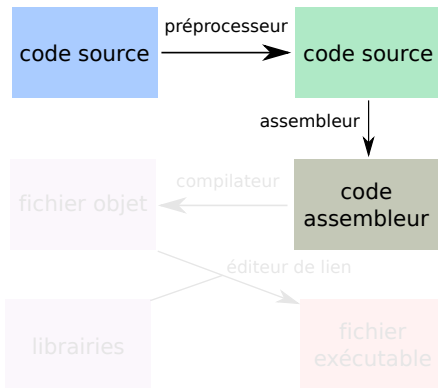 préprocesseur
code source
code source
assembleur
compilateur
fichier objet
code
assembleur
éditeur de lien
librairies
fichier
exécutable